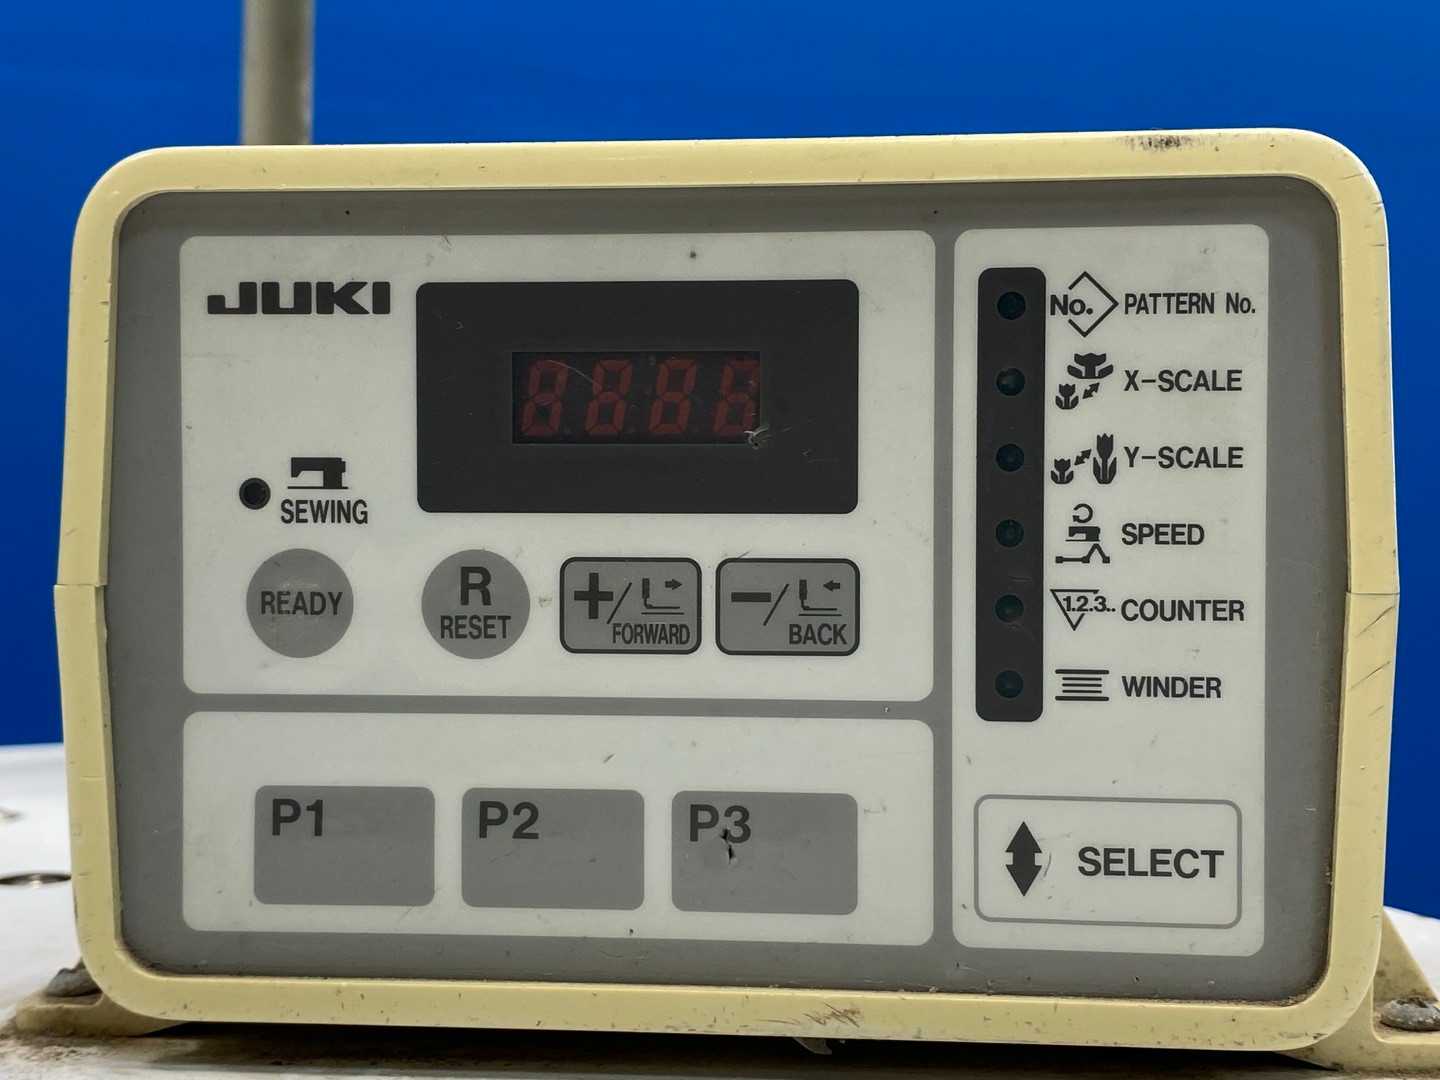 JUKI
8888
SEWING
READY
R
RESET
+/
FORWARD
-/
BACK
P1
P2
P3
No. PATTERN No.
X-SCALE
Y-SCALE
SPEED
1.2.3.. COUNTER
WINDER
SELECT